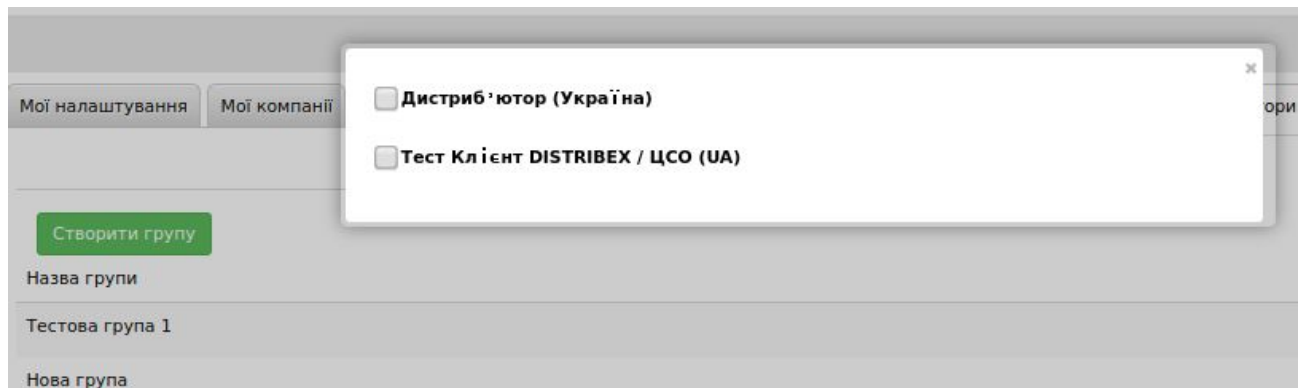 ×
Дистриб'ютор (Україна)
Мої налаштування Мої компанії
Тест Клієнт DISTRIBEX / ЦСО (UA)
Створити групу
Назва групи
Тестова група 1
Нова група